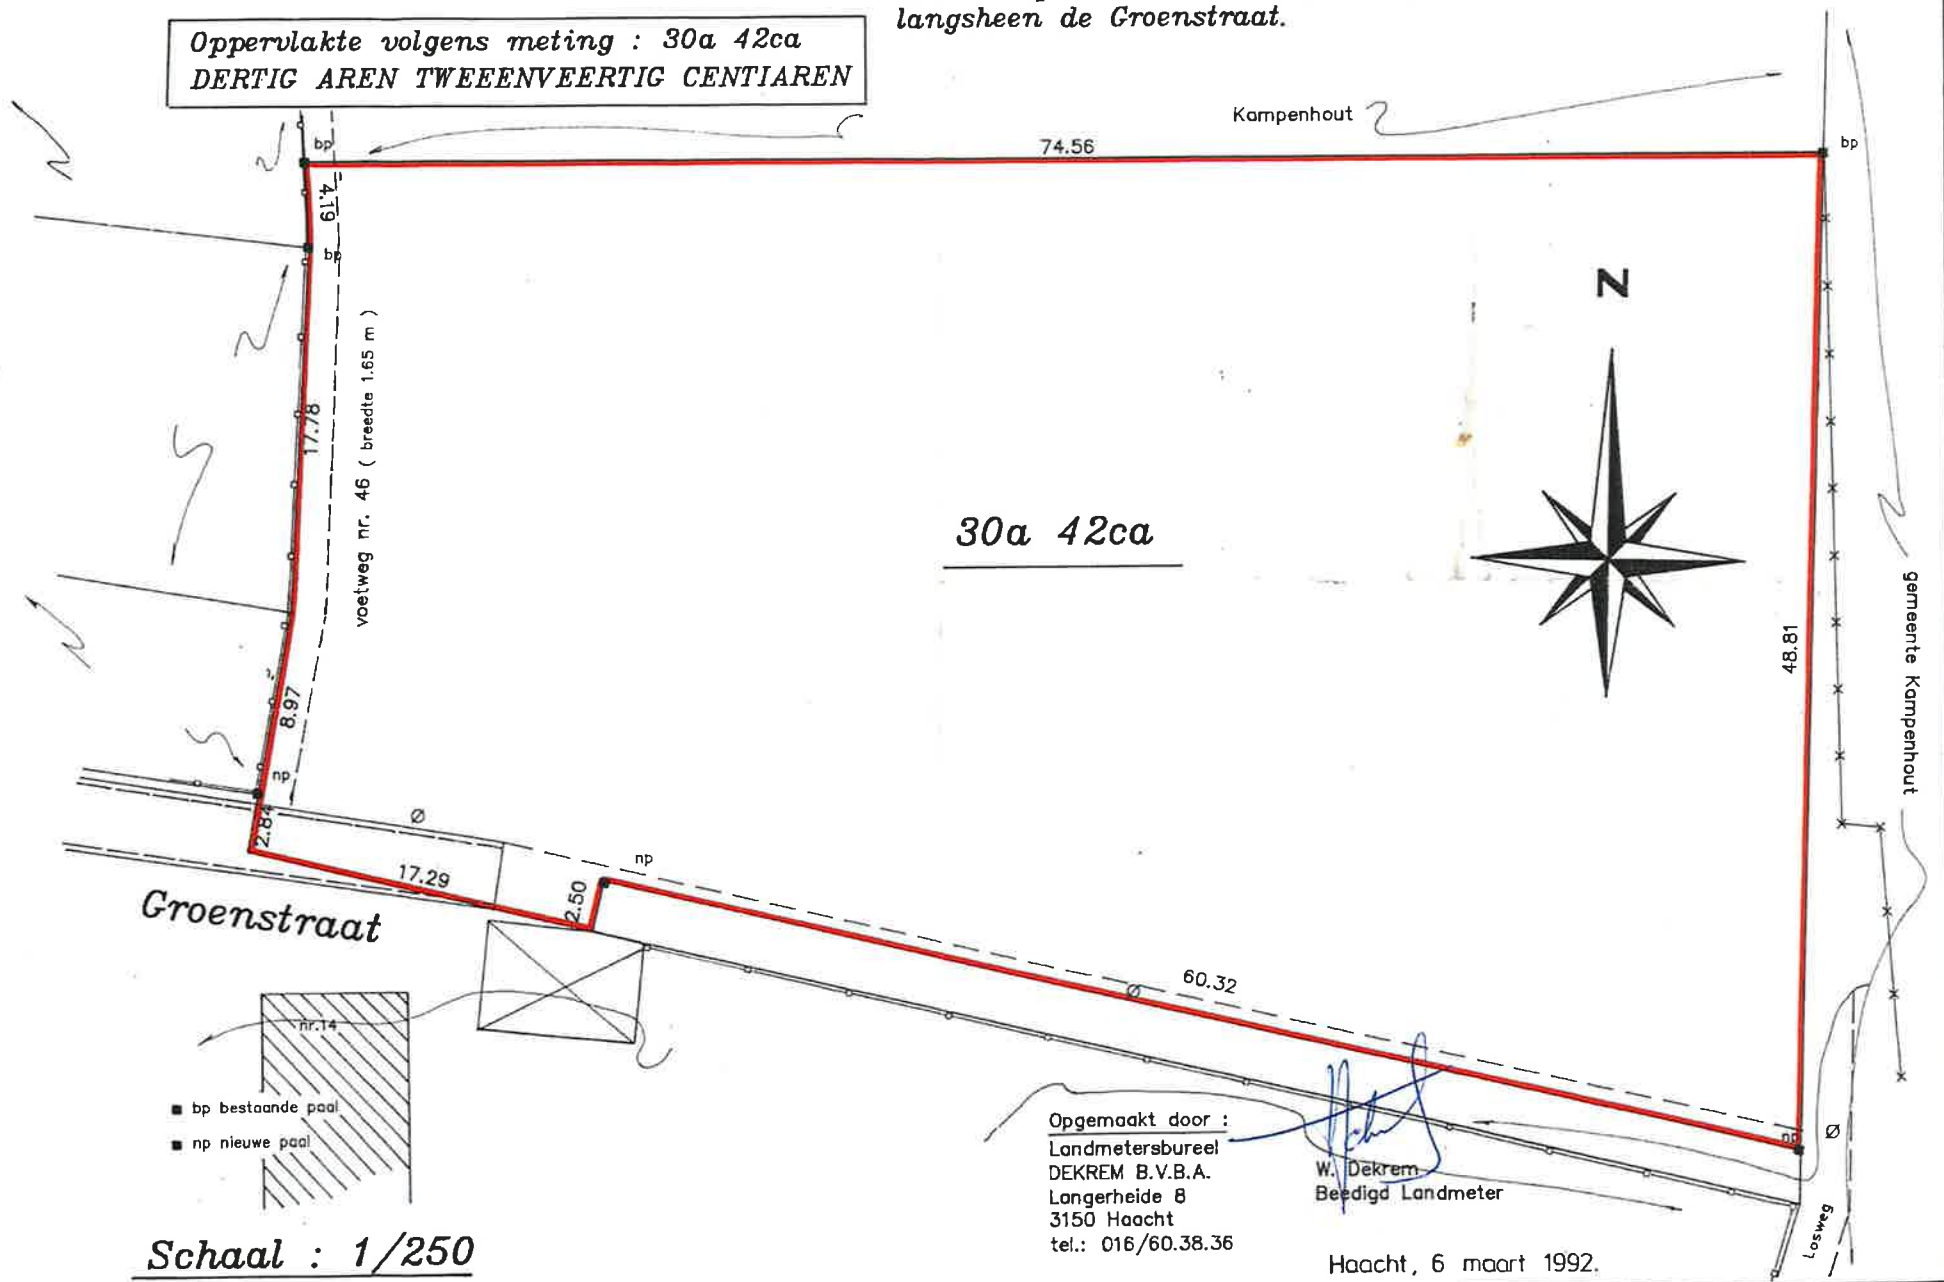 langsheen de Groenstraat.
Oppervlakte volgens meting : 30a 42ca
DERTIG AREN TWEEENVEERTIG CENTIAREN
Kampenhout
bp
74.56
bp
4.19
bp
N
voetweg nr. 46 ( breedte 1.65 m )
17.78
30a 42ca
48.81
gemeente Kampenhout
8.97
np
2.84
Ø
np
17.29
2.50
Groenstraat
60.32
Ø
nr.14
■ bp bestaande paal
■ np nieuwe paal
np
Ø
Losweg
Opgemaakt door :
Landmetersbureel
DEKREM B.V.B.A.
Langerheide 8
3150 Haacht
tel.: 016/60.38.36
W. Dekrem
Beëdigd Landmeter
Schaal : 1/250
Haacht, 6 maart 1992.